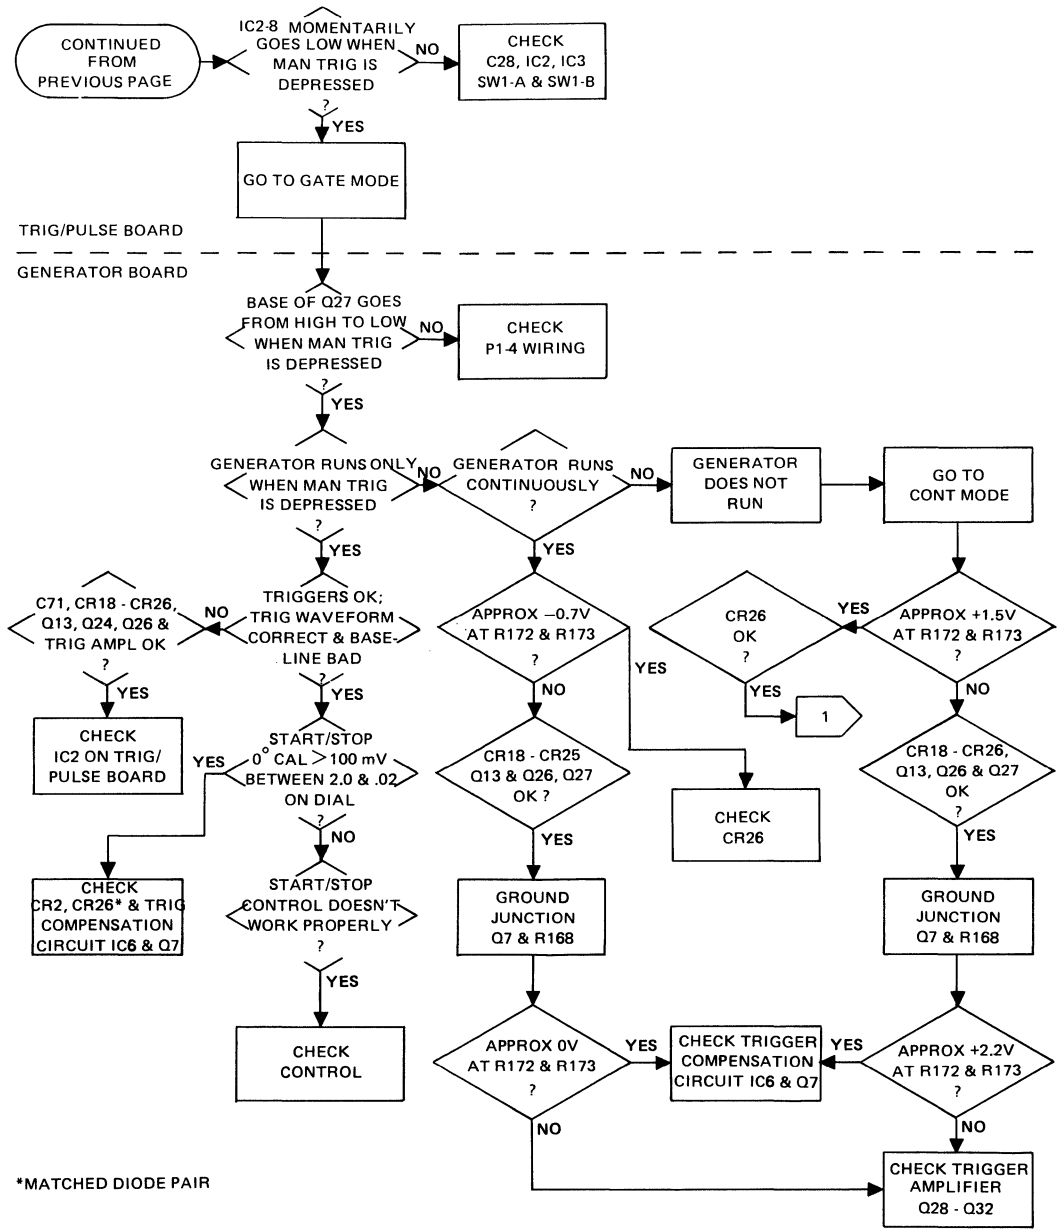 CONTINUED
FROM
PREVIOUS PAGE
IC2-8 MOMENTARILY
GOES LOW WHEN
MAN TRIG IS
DEPRESSED
?
NO
CHECK
C28, IC2, IC3
SW1-A & SW1-B
YES
GO TO GATE MODE
TRIG/PULSE BOARD
GENERATOR BOARD
BASE OF Q27 GOES
FROM HIGH TO LOW
WHEN MAN TRIG
IS DEPRESSED
?
NO
CHECK
P1-4 WIRING
YES
GENERATOR RUNS ONLY
WHEN MAN TRIG
IS DEPRESSED
?
NO
GENERATOR RUNS
CONTINUOUSLY
?
NO
GENERATOR
DOES NOT
RUN
GO TO
CONT MODE
YES
YES
C71, CR18 - CR26,
Q13, Q24, Q26 &
TRIG AMPL OK
?
NO
TRIGGERS OK;
TRIG WAVEFORM
CORRECT & BASE-
LINE BAD
?
APPROX –0.7V
AT R172 & R173
?
YES
CR26
OK
?
YES
APPROX +1.5V
AT R172 & R173
?
YES
YES
NO
YES
NO
1
CHECK
IC2 ON TRIG/
PULSE BOARD
YES
START/STOP
0° CAL > 100 mV
BETWEEN 2.0 & .02
ON DIAL
?
CR18 - CR25
Q13 & Q26, Q27
OK ?
CHECK
CR26
CR18 - CR26,
Q13, Q26 & Q27
OK
?
NO
YES
YES
CHECK
CR2, CR26* & TRIG
COMPENSATION
CIRCUIT IC6 & Q7
START/STOP
CONTROL DOESN'T
WORK PROPERLY
?
GROUND
JUNCTION
Q7 & R168
GROUND
JUNCTION
Q7 & R168
YES
CHECK
CONTROL
APPROX 0V
AT R172 & R173
?
YES
CHECK TRIGGER
COMPENSATION
CIRCUIT IC6 & Q7
YES
APPROX +2.2V
AT R172 & R173
?
NO
NO
CHECK TRIGGER
AMPLIFIER
Q28 - Q32
*MATCHED DIODE PAIR